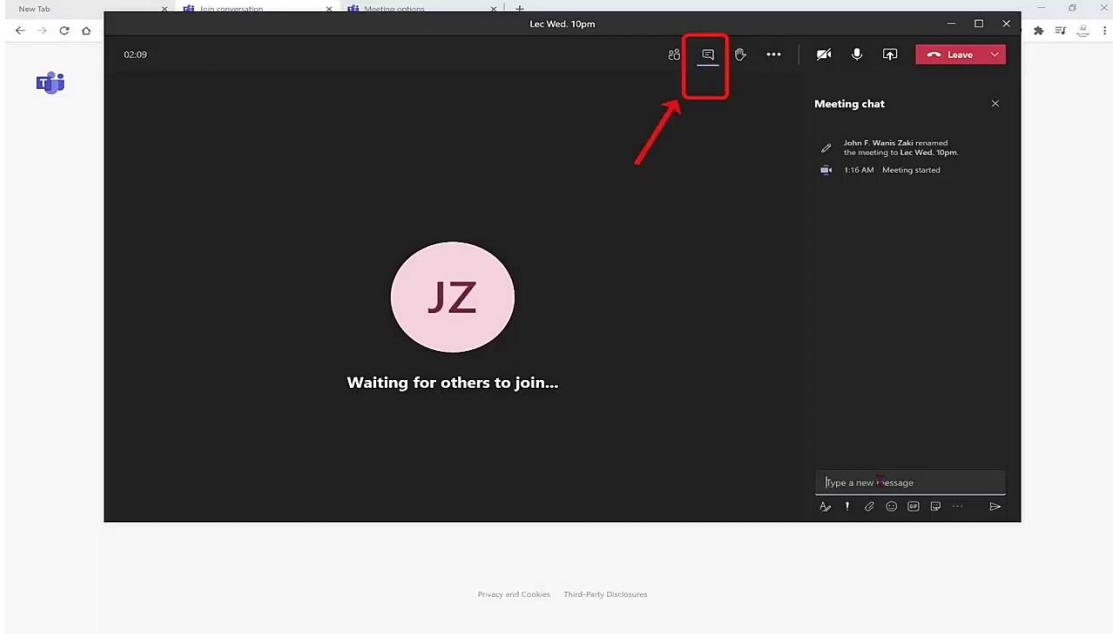 New Tab
Join conversation
Meeting options
Lec Wed. 10pm
02:09
Leave
T
Meeting chat
John F. Wanis Zaki renamed
the meeting to Lec Wed. 10pm.
1:16 AM Meeting started
JZ
Waiting for others to join...
Type a new message
GIF
Privacy and Cookies Third-Party Disclosures